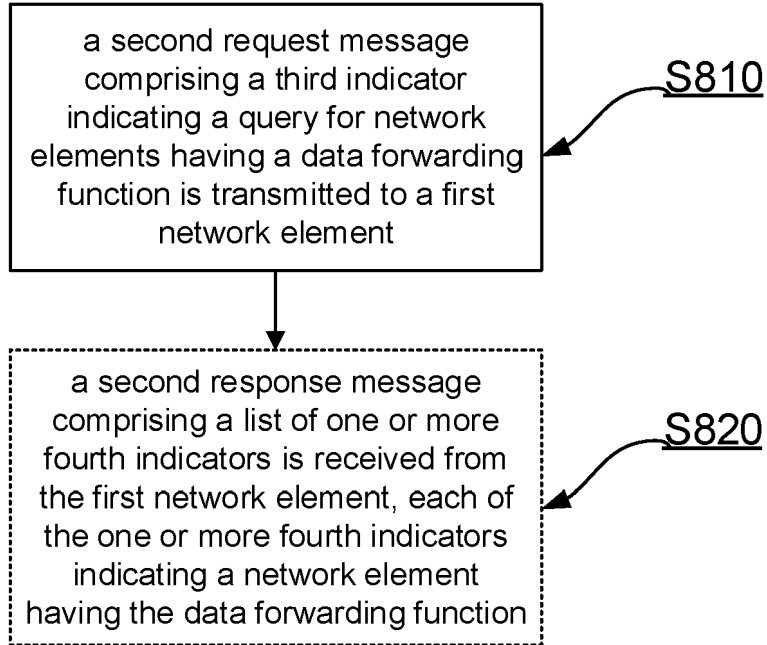 a second request message
comprising a third indicator
indicating a query for network
elements having a data forwarding
function is transmitted to a first
network element
S810
a second response message
comprising a list of one or more
fourth indicators is received from
the first network element, each of
the one or more fourth indicators
indicating a network element
having the data forwarding function
S820